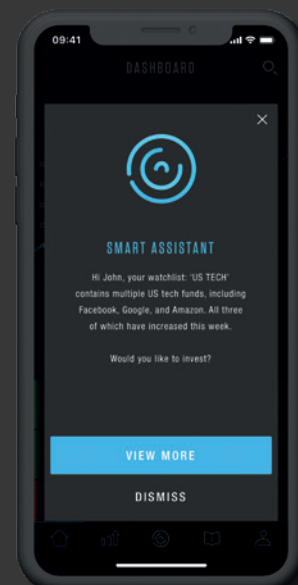 09:41
DASHBOARD
SMART ASSISTANT
Hi John, your watchlist: 'US TECH'
contains multiple US tech funds, including
Facebook, Google, and Amazon. All three
of which have increased this week.
Would you like to invest?
VIEW MORE
DISMISS